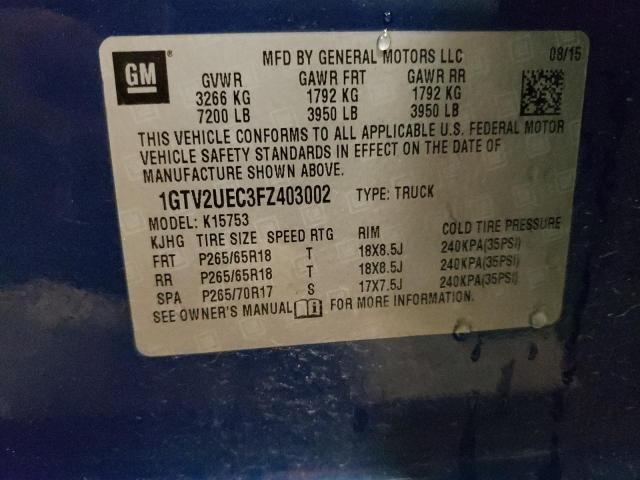 GM
MFD BY GENERAL MOTORS LLC 08/15
GVWR GAWR FRT GAWR RR
3266 KG 1792 KG 1792 KG
7200 LB 3950 LB 3950 LB
THIS VEHICLE CONFORMS TO ALL APPLICABLE U.S. FEDERAL MOTOR
VEHICLE SAFETY STANDARDS IN EFFECT ON THE DATE OF
MANUFACTURE SHOWN ABOVE.
1GTV2UEC3FZ403002 TYPE: TRUCK
MODEL: K15753
KJHG TIRE SIZE SPEED RTG RIM COLD TIRE PRESSURE
FRT P265/65R18 T 18X8.5J 240KPA(35PSI)
RR P265/65R18 T 18X8.5J 240KPA(35PSI)
SPA P265/70R17 S 17X7.5J 240KPA(35PSI)
SEE OWNER'S MANUAL FOR MORE INFORMATION.